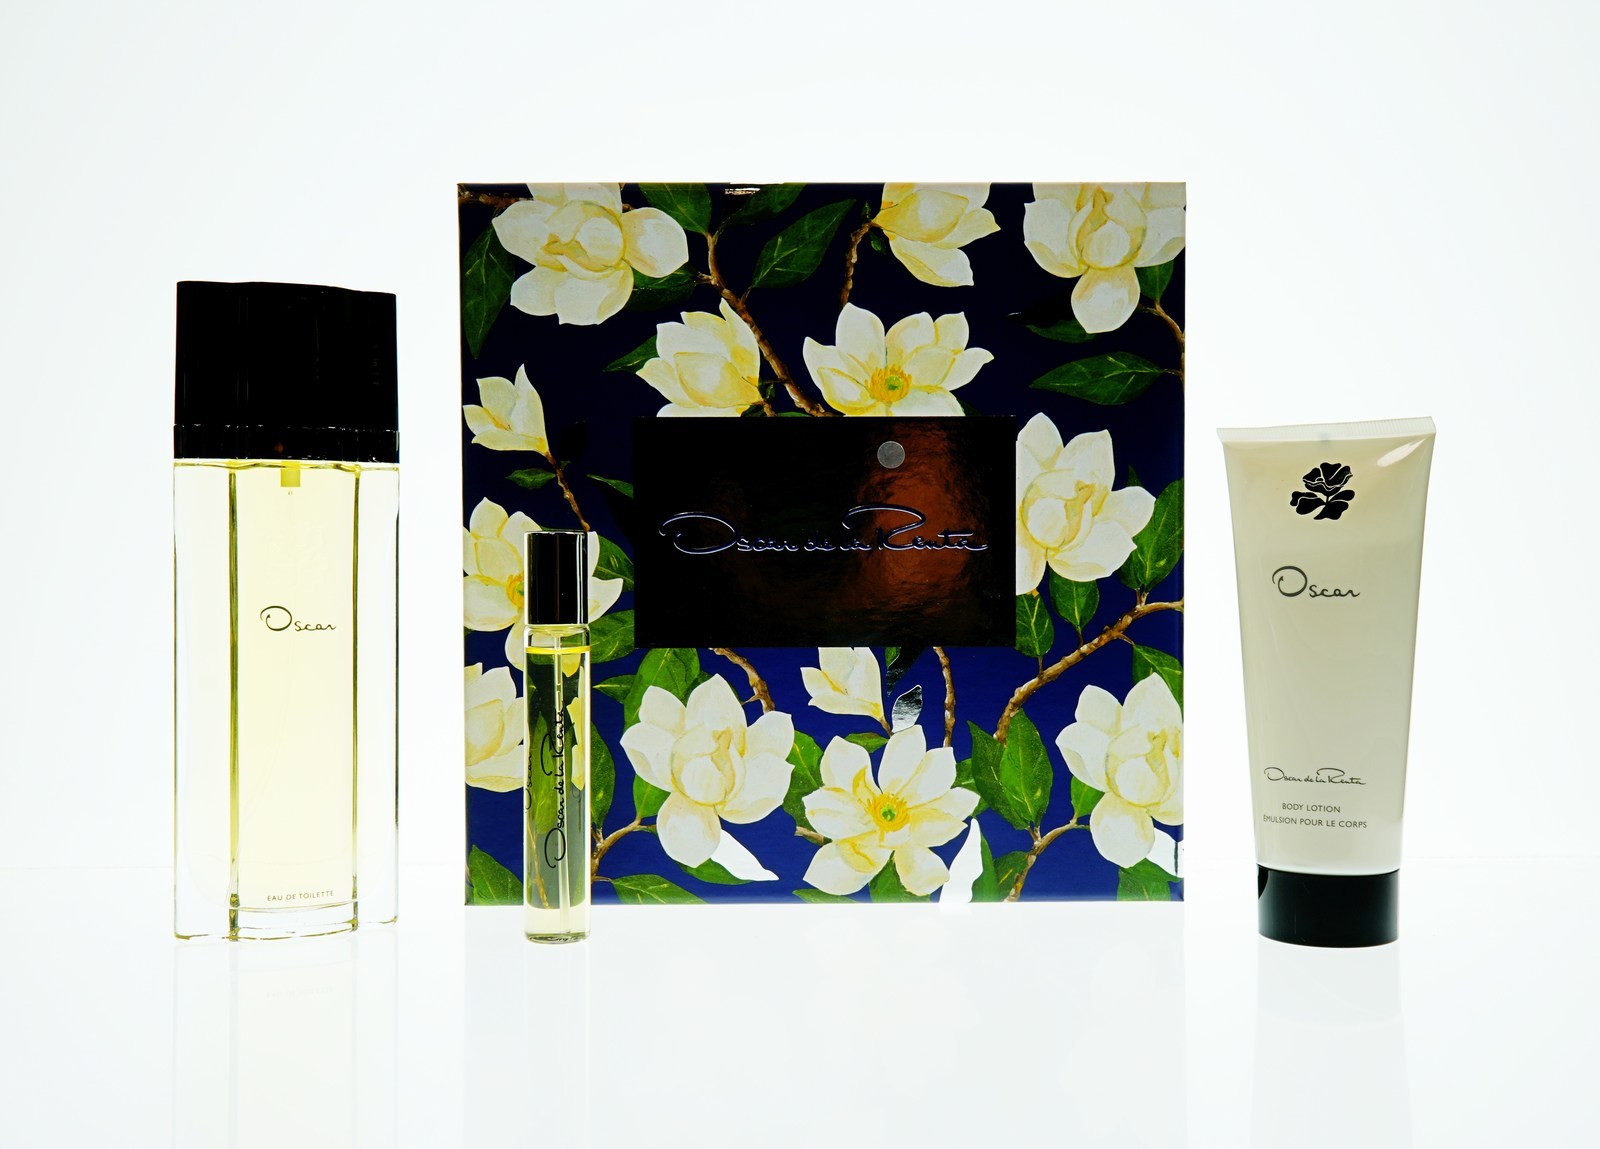 Oscar
EAU DE TOILETTE
Oscar de la Renta
Oscar
Oscar de la Renta
Oscar
Oscar de la Renta
BODY LOTION
ÉMULSION POUR LE CORPS